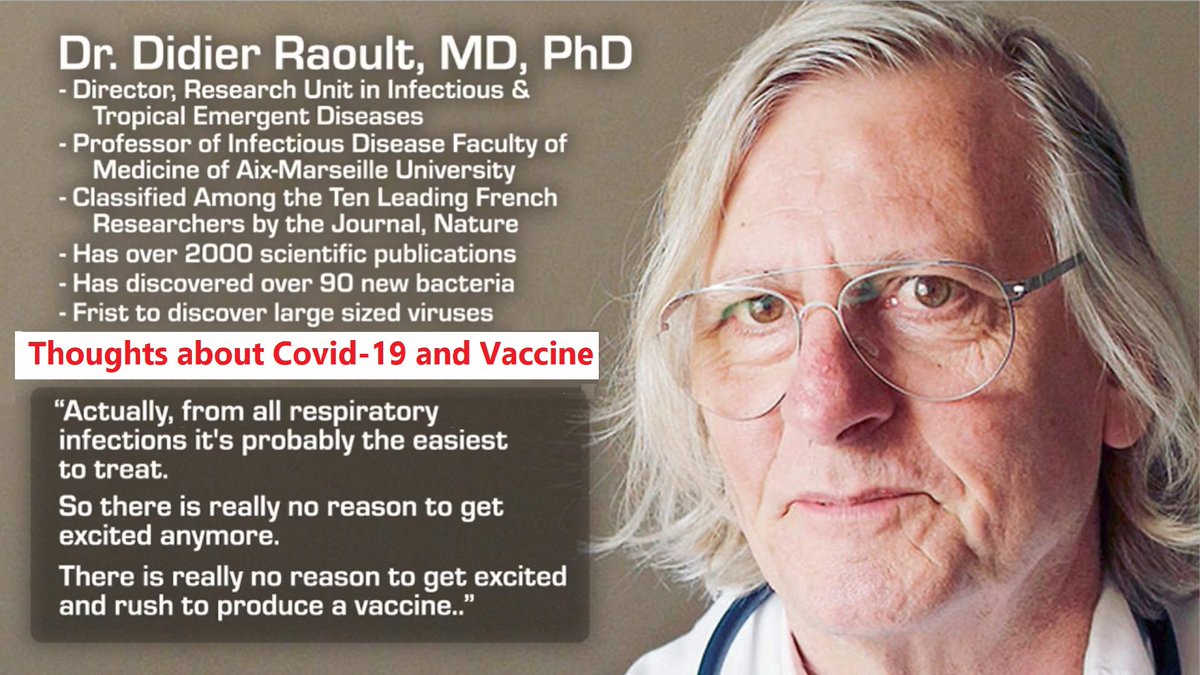 Dr. Didier Raoult, MD, PhD
- Director, Research Unit in Infectious &
Tropical Emergent Diseases
- Professor of Infectious Disease Faculty of
Medicine of Aix-Marseille University
- Classified Among the Ten Leading French
Researchers by the Journal, Nature
- Has over 2000 scientific publications
- Has discovered over 90 new bacteria
- Frist to discover large sized viruses
Thoughts about Covid-19 and Vaccine
“Actually, from all respiratory
infections it's probably the easiest
to treat.
So there is really no reason to get
excited anymore.
There is really no reason to get excited
and rush to produce a vaccine..”